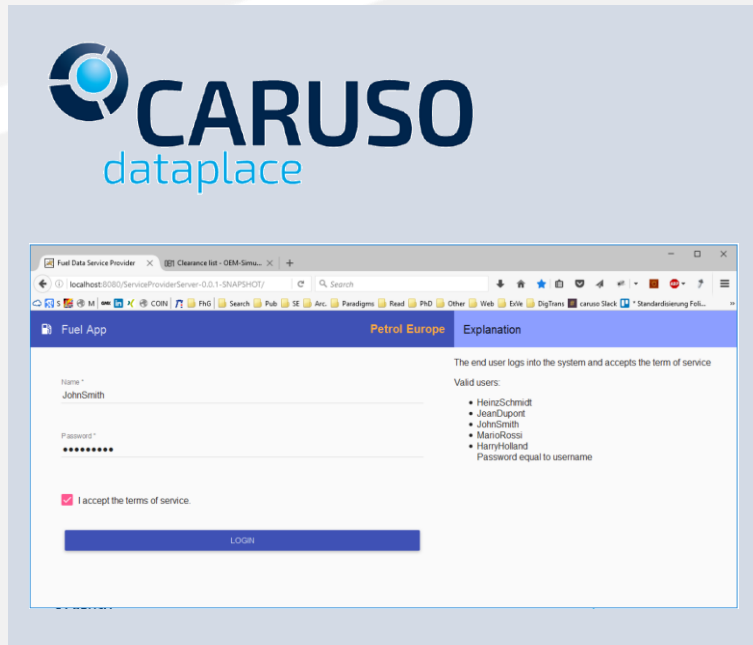 CARUSO
dataplace
Fuel Data Service Provider × Clearance list - OEM-Simu... × +
localhost:8080/ServiceProviderServer-0.0.1-SNAPSHOT/ Search
S M COIN FhG Search Pub SE Arc. Paradigms Read PhD Other Web ExVe DigTrans caruso Slack * Standardisierung Foli... »
Fuel App Petrol Europe Explanation
The end user logs into the system and accepts the term of service
Name *
JohnSmith
Valid users:
• HeinzSchmidt
• JeanDupont
• JohnSmith
• MarioRossi
• HarryHolland
Password equal to username
Password *
•••••••••
I accept the terms of service.
LOGIN